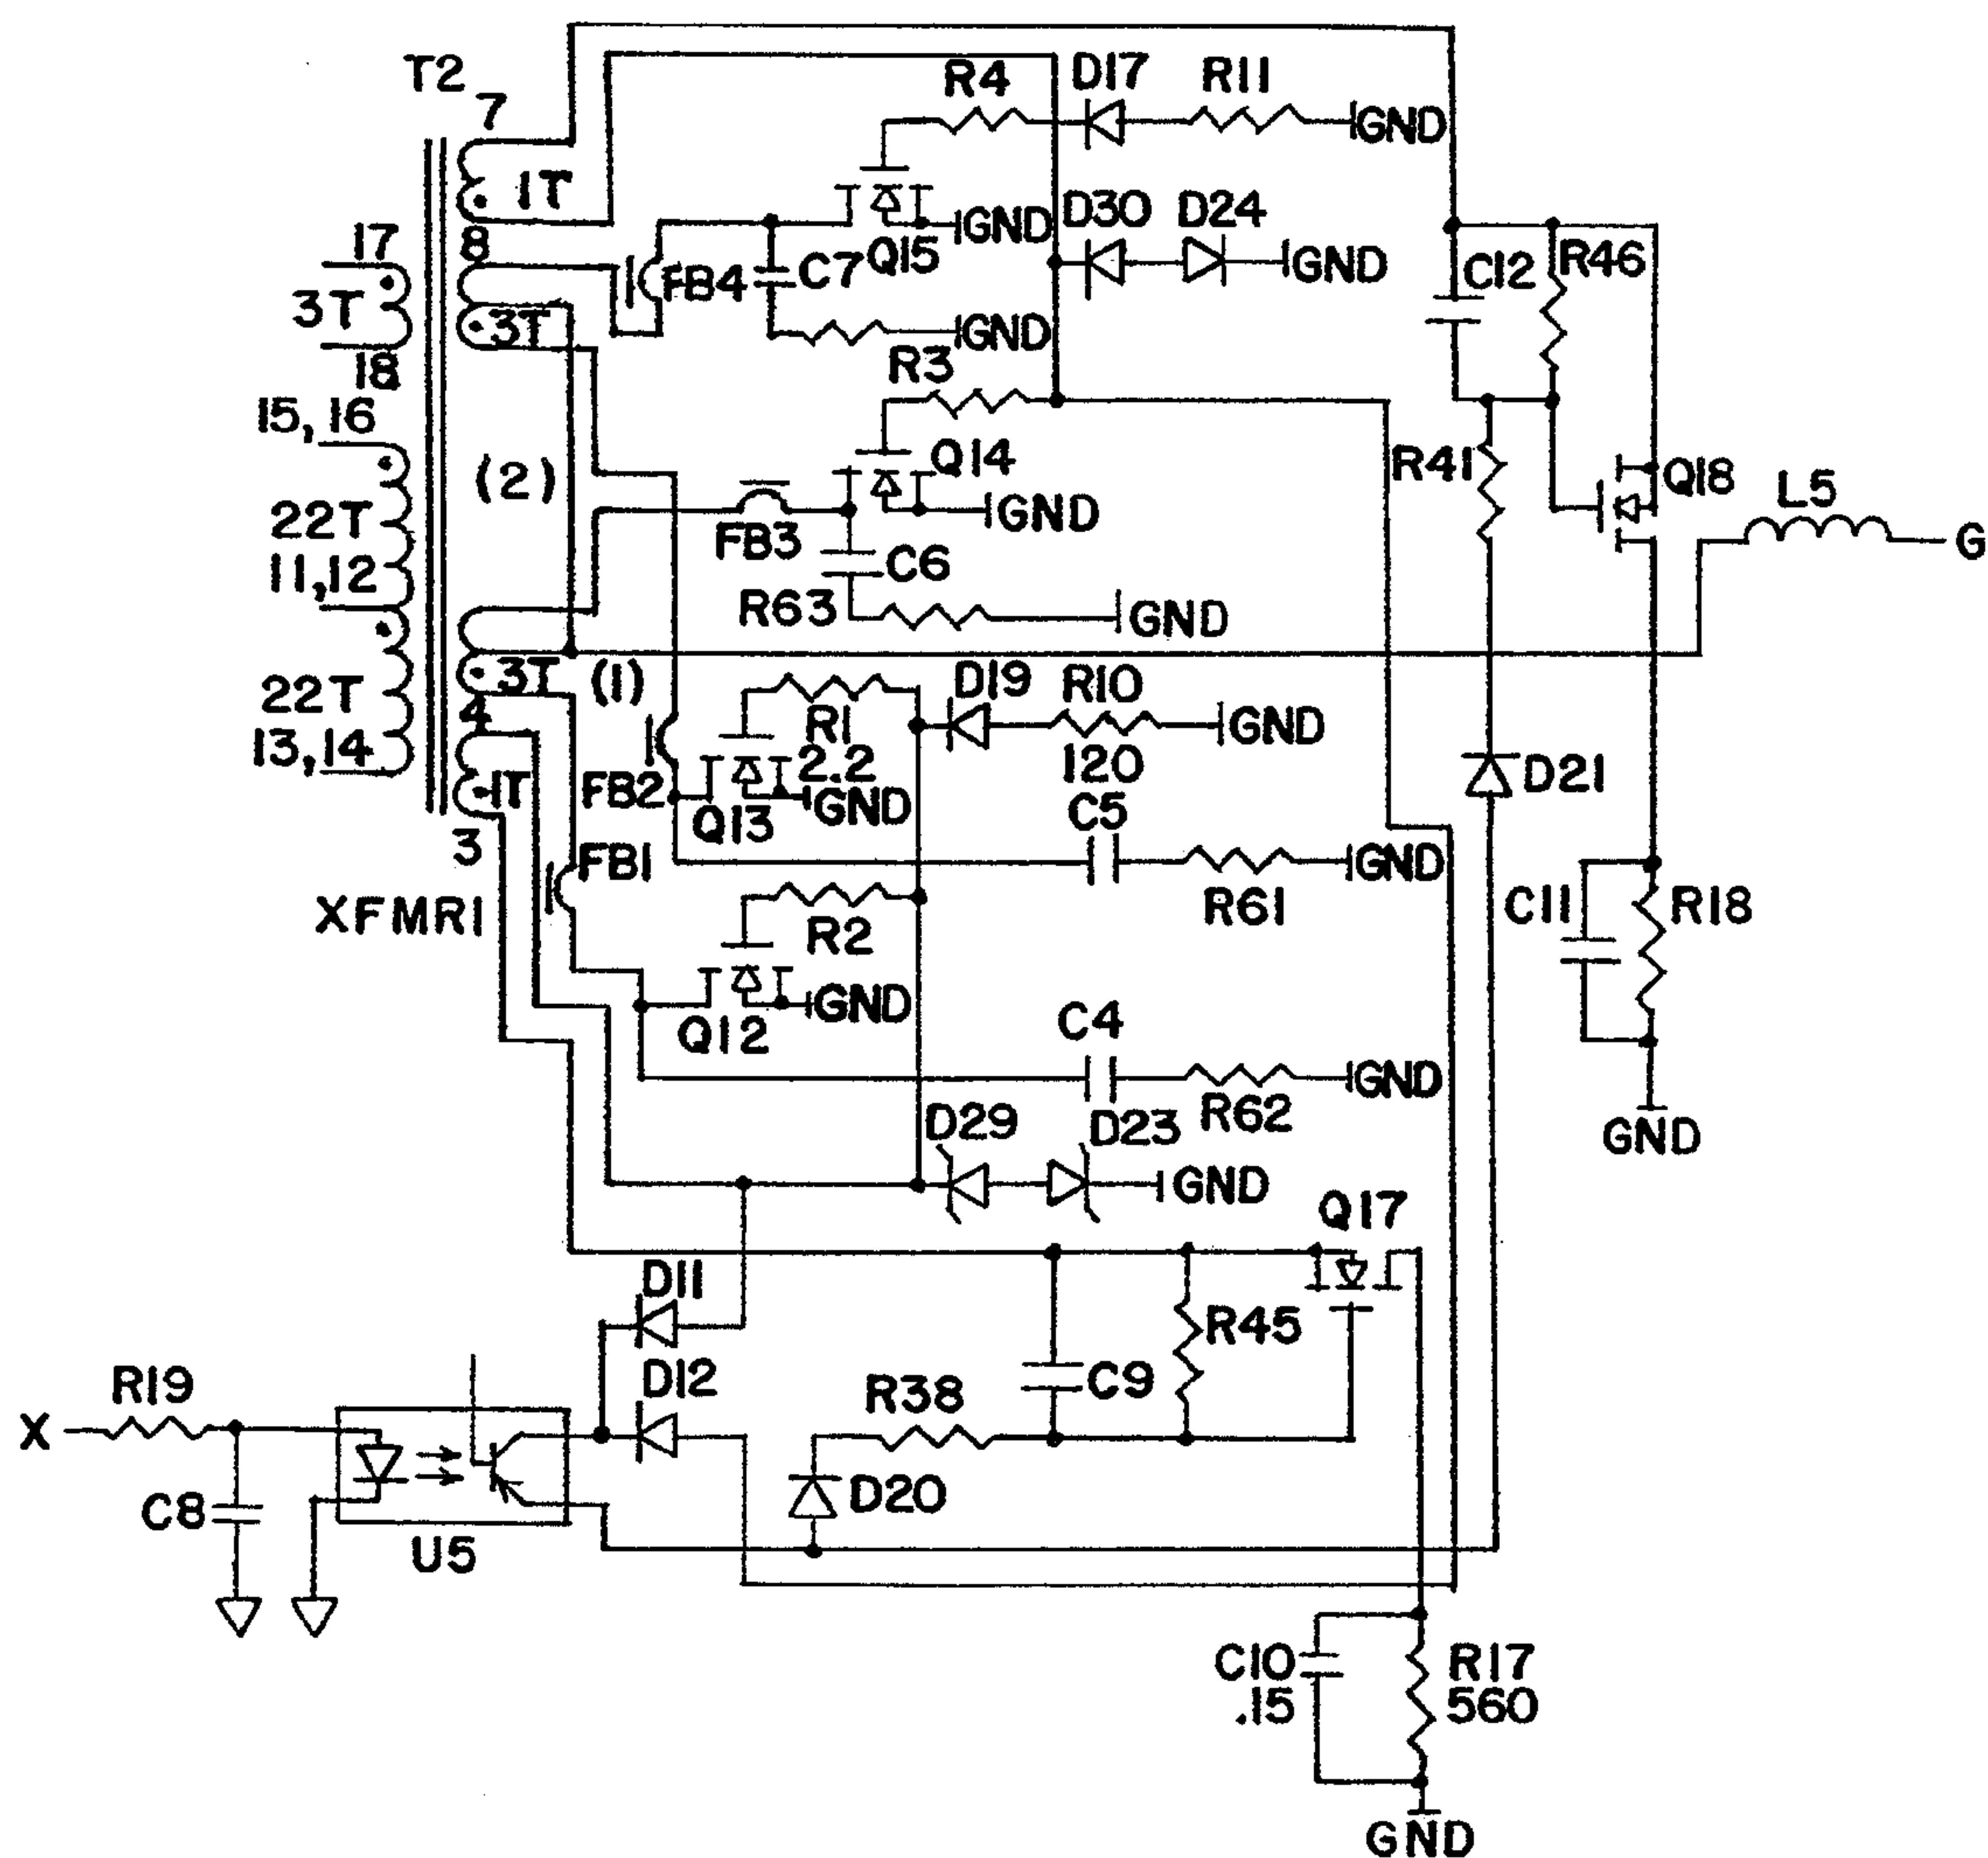 T2
7
1T
R4
D17
R11
GND
17
8
3T
FB4
C7
Q15
GND
D30
D24
GND
C12
R46
3T
18
GND
R3
15, 16
(2)
Q14
R41
Q18
L5
22T
FB3
GND
G
11,12
C6
R63
GND
3T
(1)
D19
R10
GND
22T
4
R1
2.2
120
13,14
1T
FB2
Q13
GND
C5
D21
3
FB1
GND
XFMR1
R2
R61
C11
R18
Q12
GND
C4
GND
R62
D29
D23
GND
GND
Q17
D11
R45
R19
D12
C9
X
R38
C8
D20
U5
C10
.15
R17
560
GND